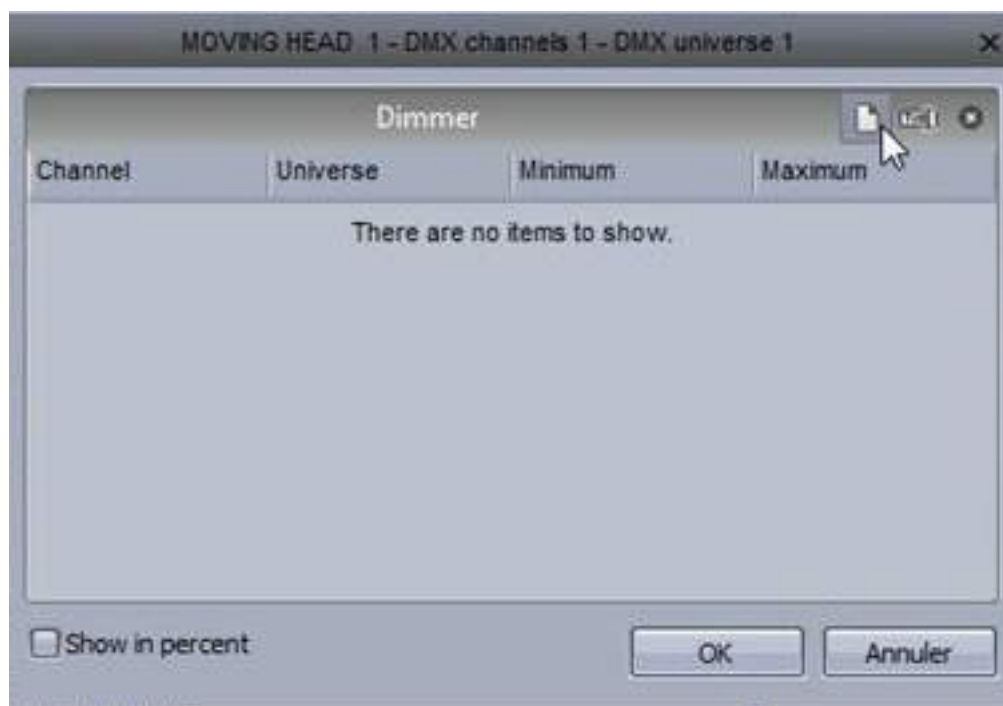 MOVING HEAD 1 - DMX channels 1 - DMX universe 1
Dimmer
Channel Universe Minimum Maximum
There are no items to show.
Show in percent
OK Annuler